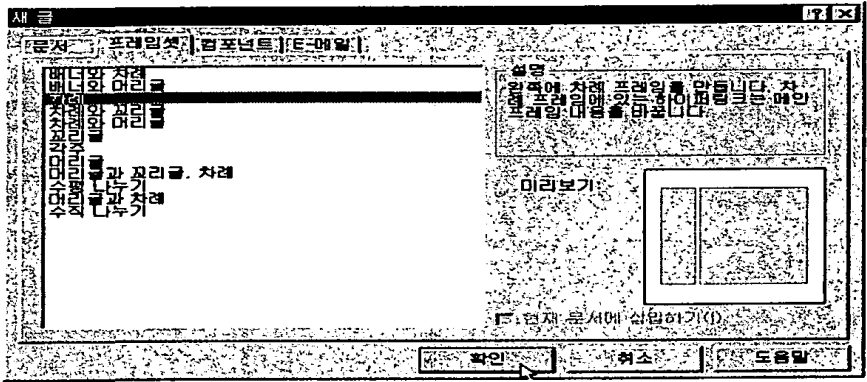 새 글
문서 프레임셋 컴포넌트 E-메일
배너와 차례
배너와 머리글
차례
차례와 꼬리글
차례와 머리글
꼬리글
각주
머리글
머리글과 꼬리글, 차례
수평 나누기
머리글과 차례
수직 나누기
설명
왼쪽에 차례 프레임을 만듭니다. 차
례 프레임에 있는 하이퍼링크는 메인
프레임 내용을 바꿉니다.
미리보기:
현재 문서에 삽입하기(I)
확인 취소 도움말